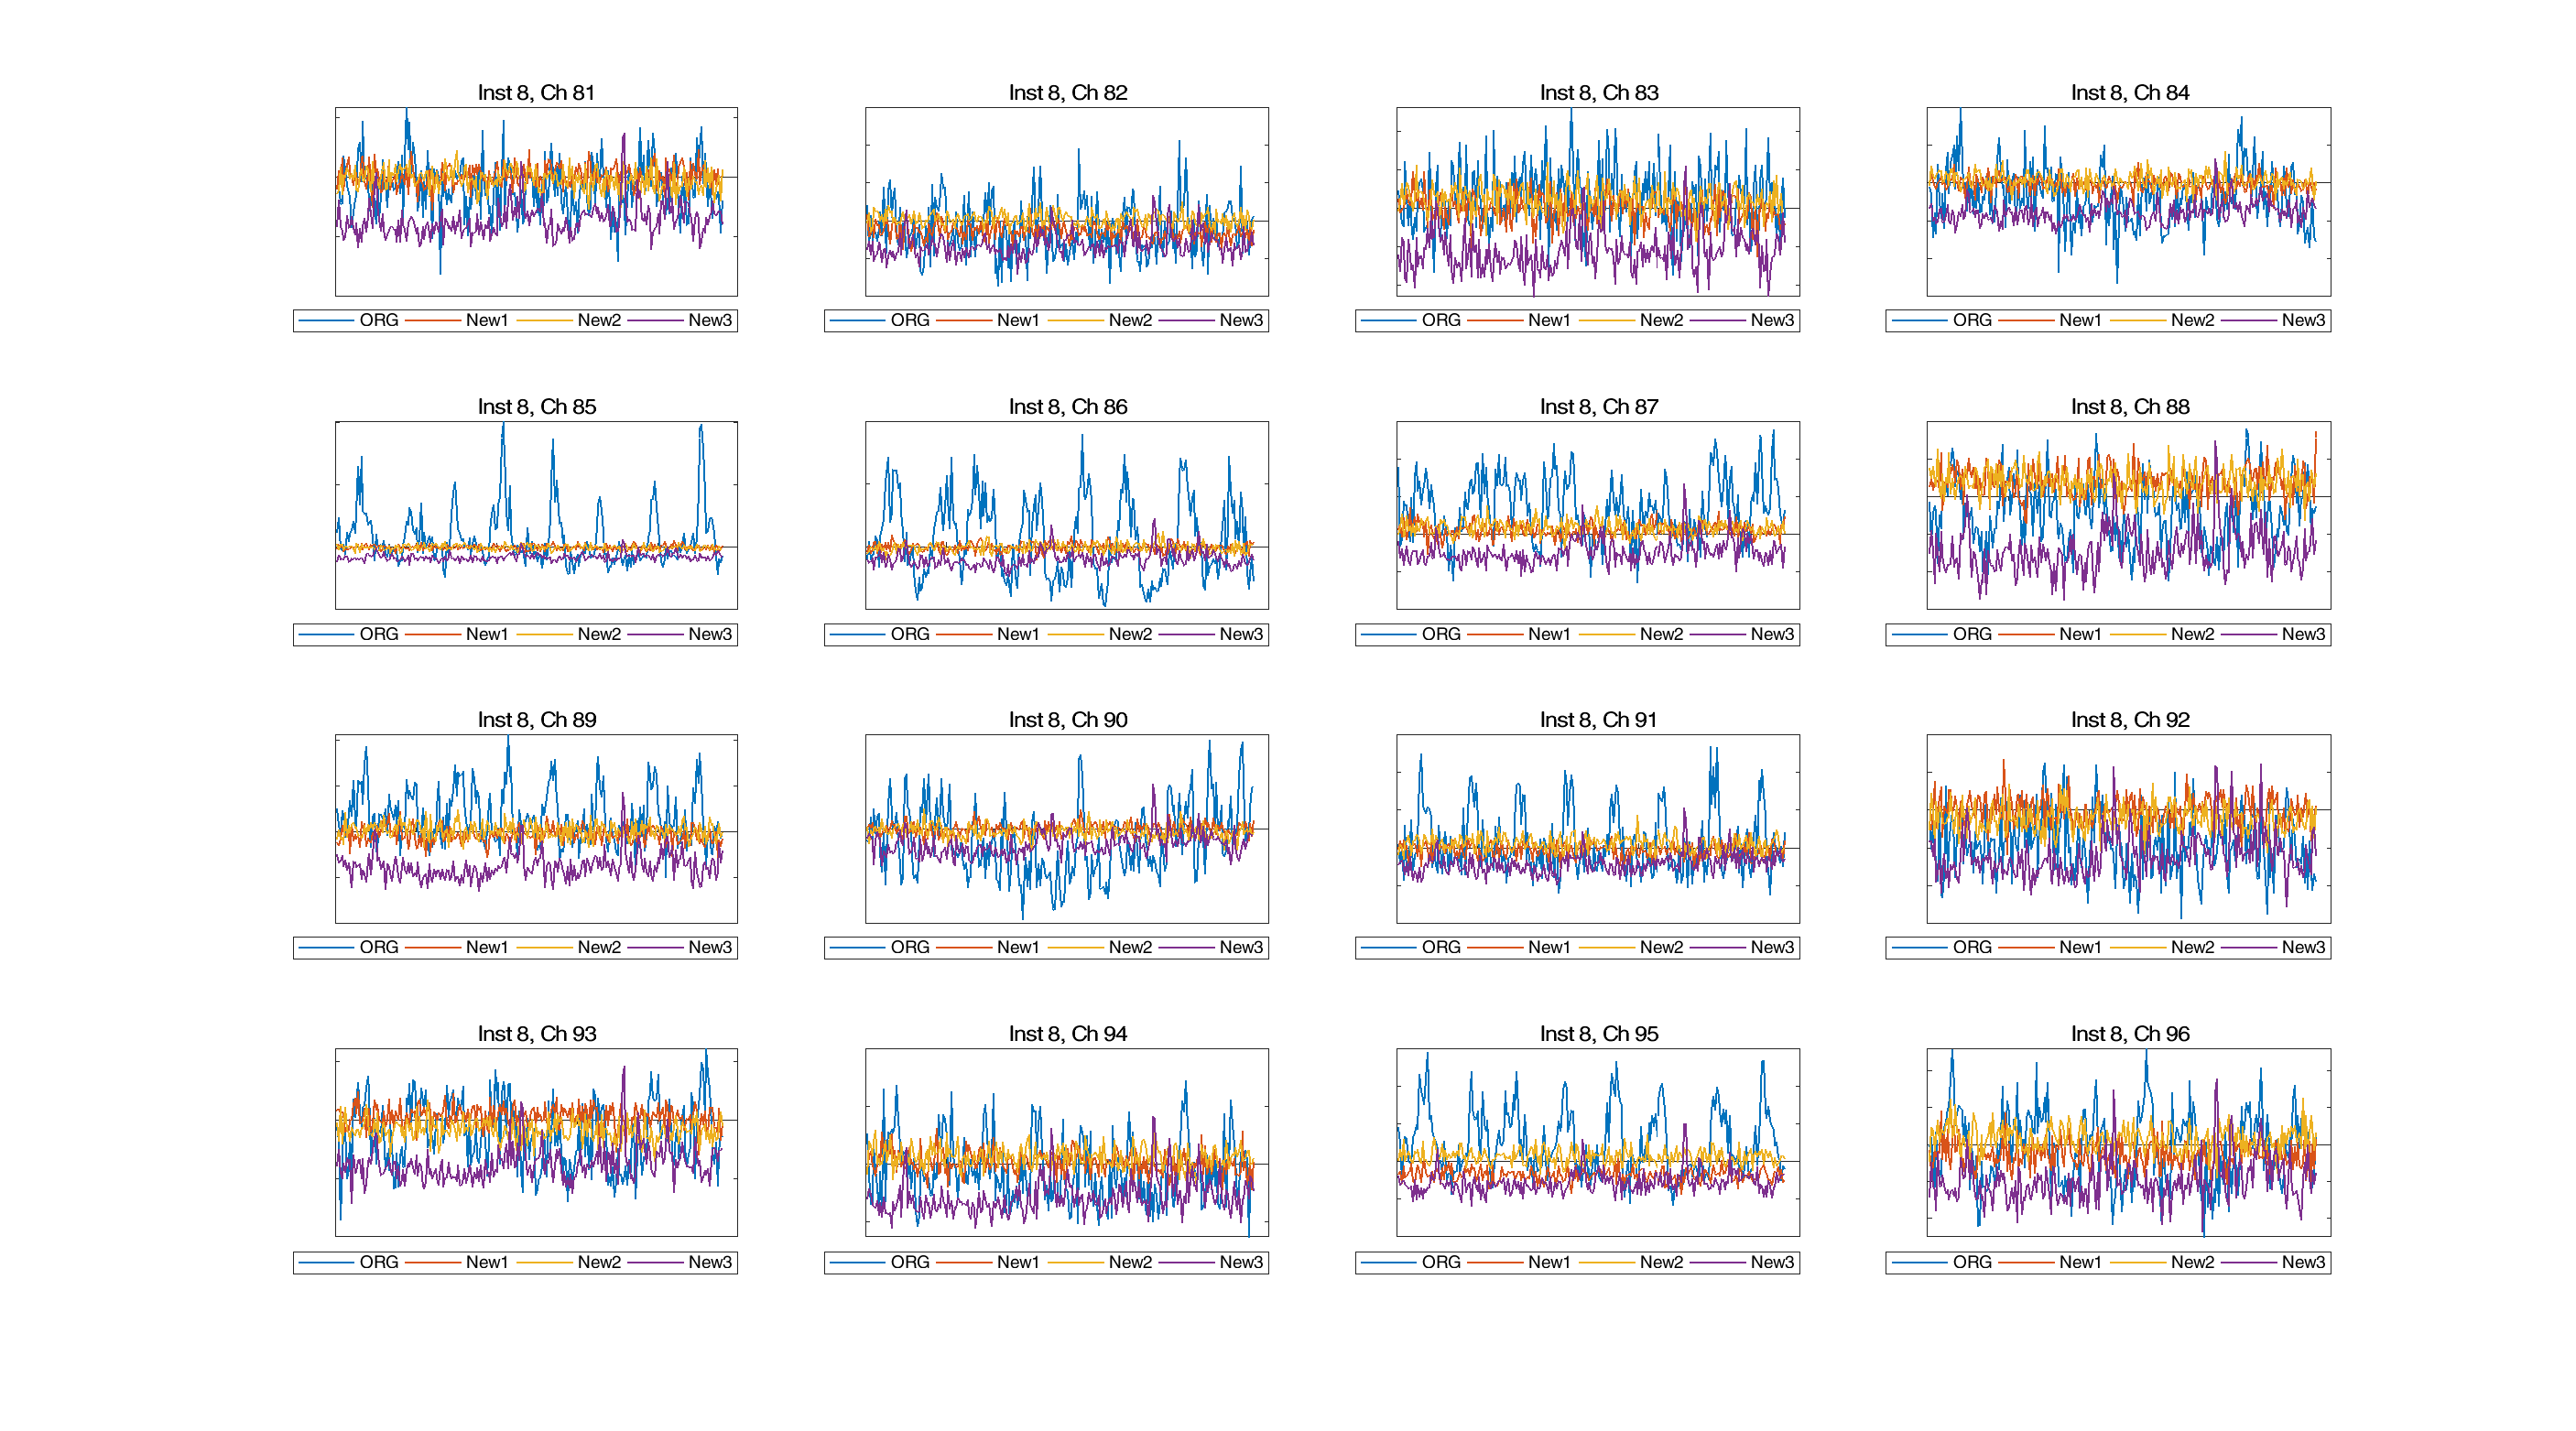 Inst 8, Ch 81
Inst 8, Ch 82
Inst 8, Ch 83
Inst 8, Ch 84
ORG New1 New2 New3
ORG New1 New2 New3
ORG New1 New2 New3
ORG New1 New2 New3
Inst 8, Ch 85
Inst 8, Ch 86
Inst 8, Ch 87
Inst 8, Ch 88
ORG New1 New2 New3
ORG New1 New2 New3
ORG New1 New2 New3
ORG New1 New2 New3
Inst 8, Ch 89
Inst 8, Ch 90
Inst 8, Ch 91
Inst 8, Ch 92
ORG New1 New2 New3
ORG New1 New2 New3
ORG New1 New2 New3
ORG New1 New2 New3
Inst 8, Ch 93
Inst 8, Ch 94
Inst 8, Ch 95
Inst 8, Ch 96
ORG New1 New2 New3
ORG New1 New2 New3
ORG New1 New2 New3
ORG New1 New2 New3